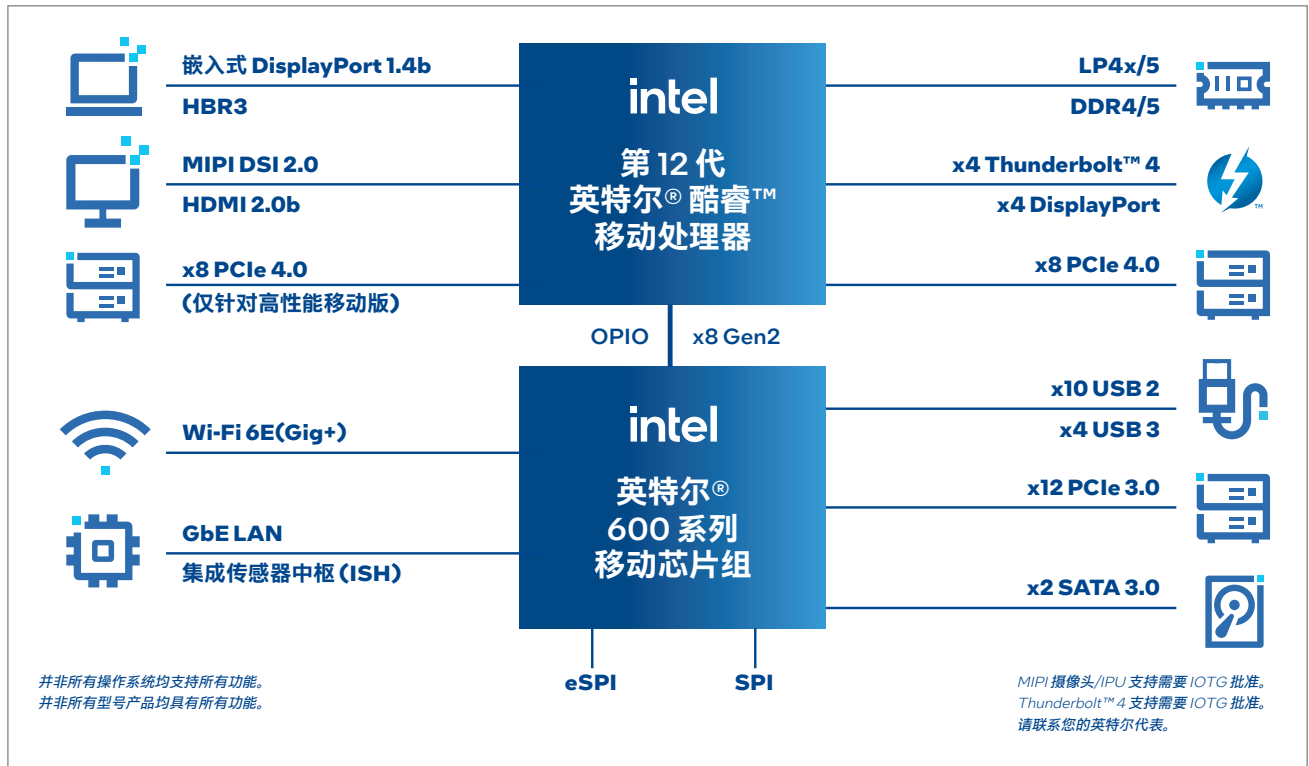 嵌入式 DisplayPort 1.4b
HBR3
MIPI DSI 2.0
HDMI 2.0b
x8 PCIe 4.0
(仅针对高性能移动版)
intel
第 12 代
英特尔® 酷睿™
移动处理器
LP4x/5
DDR4/5
x4 Thunderbolt™ 4
x4 DisplayPort
TM
x8 PCIe 4.0
OPIO
x8 Gen2
Wi-Fi 6E(Gig+)
GbE LAN
集成传感器中枢 (ISH)
intel
英特尔®
600 系列
移动芯片组
x10 USB 2
x4 USB 3
x12 PCIe 3.0
x2 SATA 3.0
eSPI
SPI
并非所有操作系统均支持所有功能。
并非所有型号产品均具有所有功能。
MIPI 摄像头/IPU 支持需要 IOTG 批准。
Thunderbolt™ 4 支持需要 IOTG 批准。
请联系您的英特尔代表。